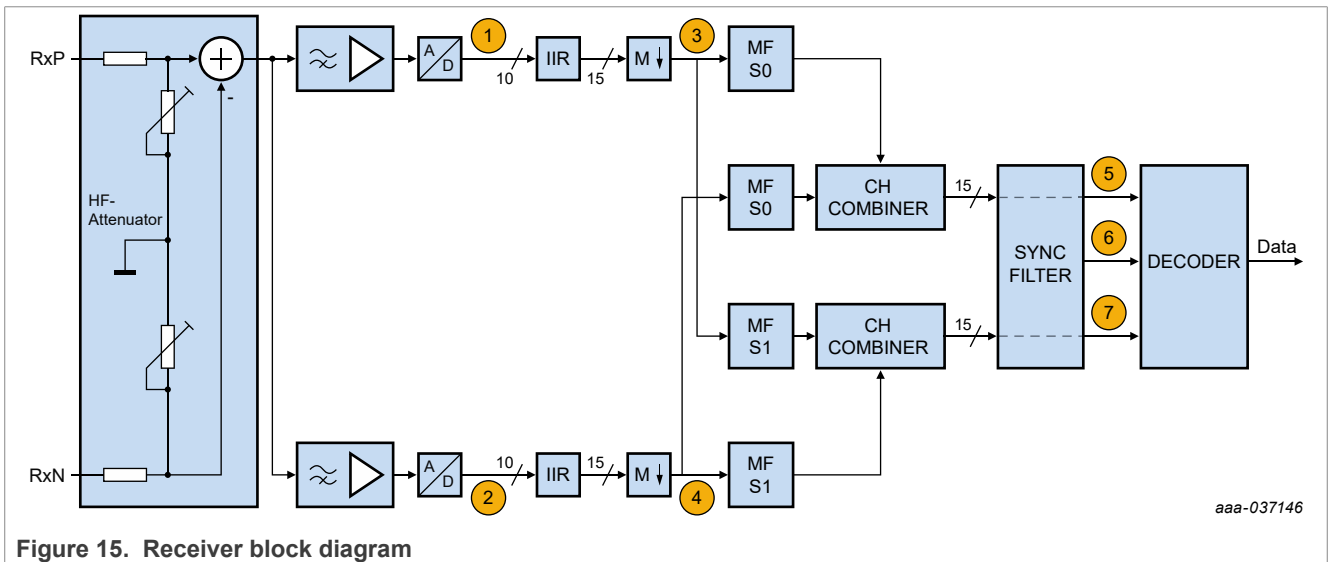 RxP
+
-
A
D
1
10
IIR
15
M ↓
3
MF
S0
HF-
Attenuator
MF
S0
CH
COMBINER
15
5
6
SYNC
FILTER
DECODER
Data
7
MF
S1
CH
COMBINER
15
RxN
A
D
10
2
IIR
15
M ↓
4
MF
S1
aaa-037146
Figure 15. Receiver block diagram